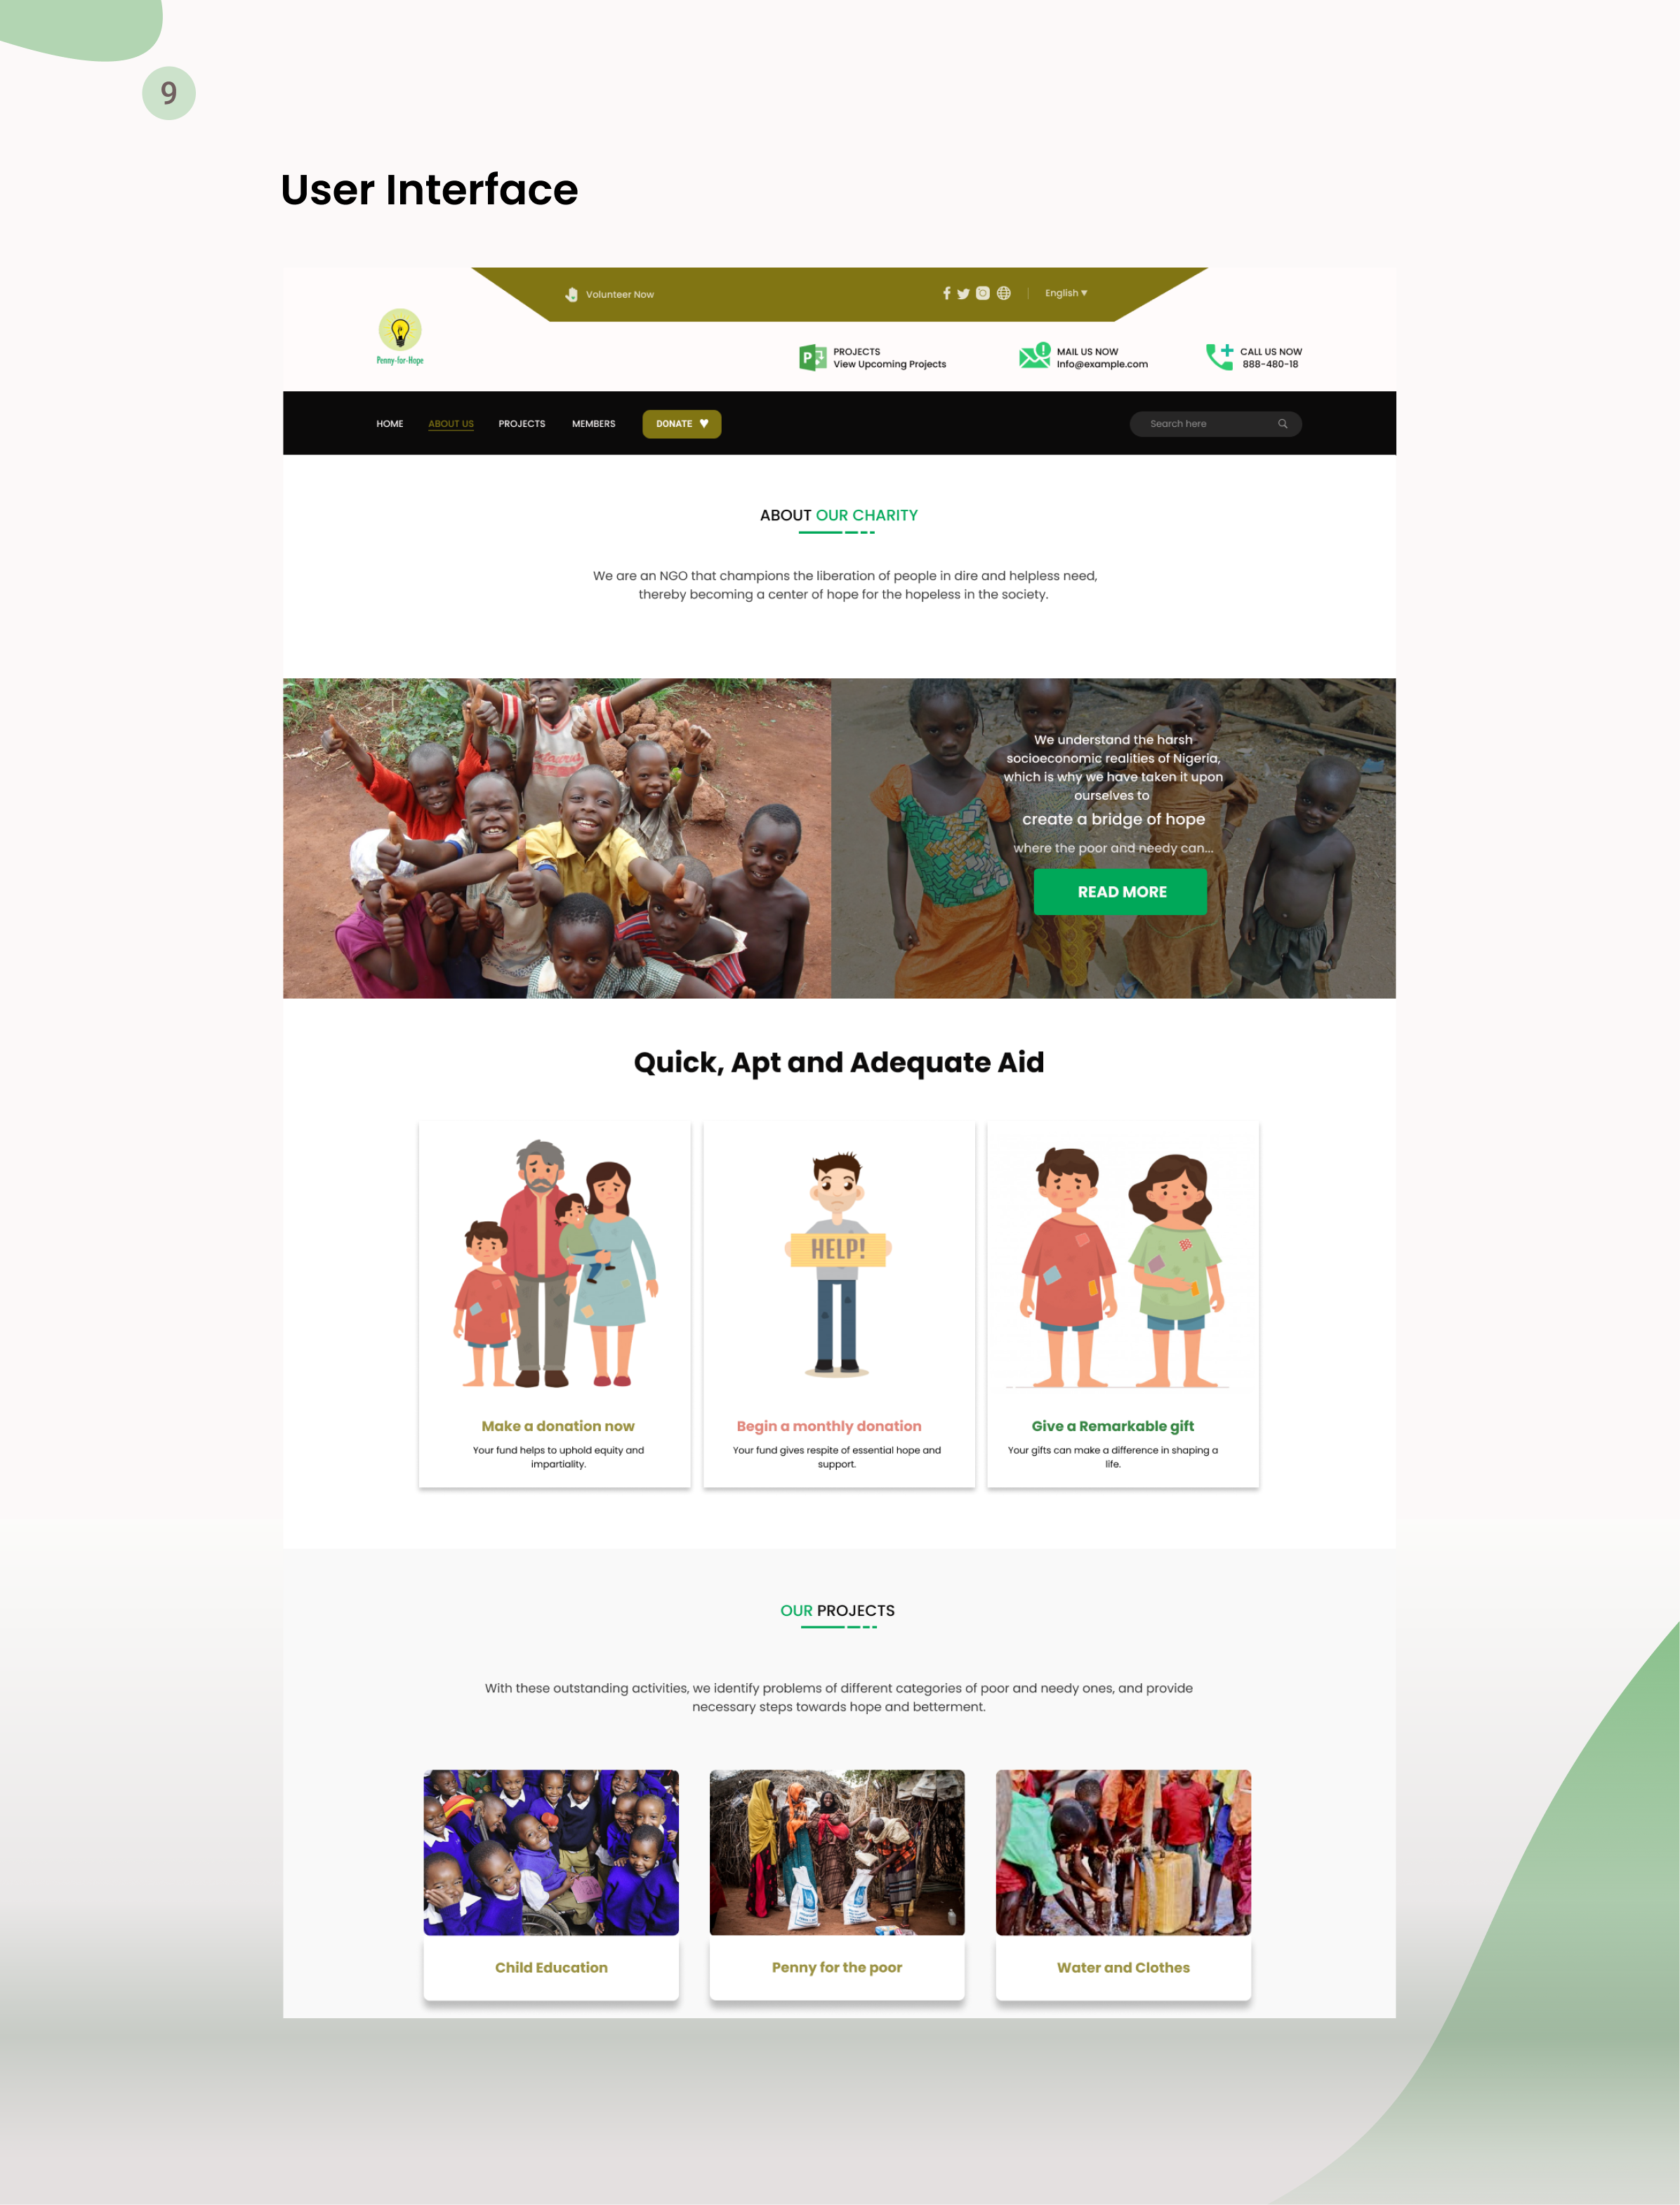 9
User Interface
Volunteer Now
English
Penny-for-Hope
PROJECTS
View Upcoming Projects
MAIL US NOW
Info@example.com
CALL US NOW
888-480-18
HOME
ABOUT US
PROJECTS
MEMBERS
DONATE
Search here
ABOUT OUR CHARITY
We are an NGO that champions the liberation of people in dire and helpless need,
thereby becoming a center of hope for the hopeless in the society.
We understand the harsh
socioeconomic realities of Nigeria,
which is why we have taken it upon
ourselves to
create a bridge of hope
where the poor and needy can...
READ MORE
Quick, Apt and Adequate Aid
HELP!
Make a donation now
Your fund helps to uphold equity and
impartiality.
Begin a monthly donation
Your fund gives respite of essential hope and
support.
Give a Remarkable gift
Your gifts can make a difference in shaping a
life.
OUR PROJECTS
With these outstanding activities, we identify problems of different categories of poor and needy ones, and provide
necessary steps towards hope and betterment.
Child Education
Penny for the poor
Water and Clothes